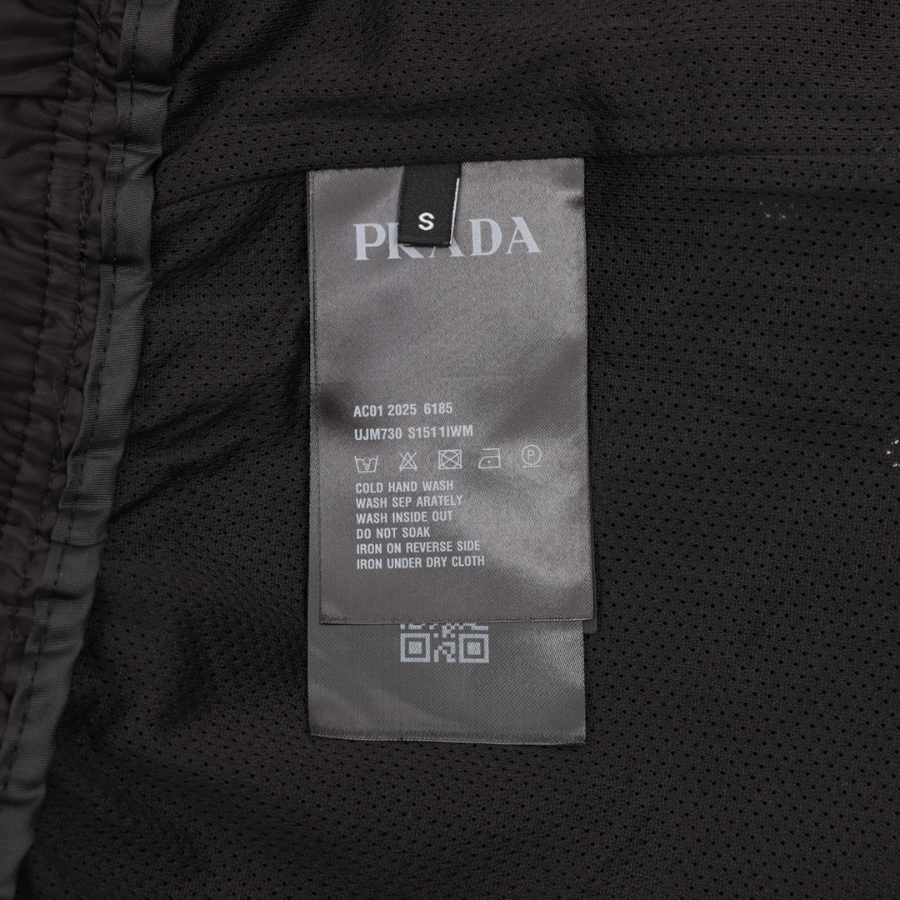 S
PRADA
AC01 2025 6185
UJM730 S1511IWM
COLD HAND WASH
WASH SEP ARATELY
WASH INSIDE OUT
DO NOT SOAK
IRON ON REVERSE SIDE
IRON UNDER DRY CLOTH